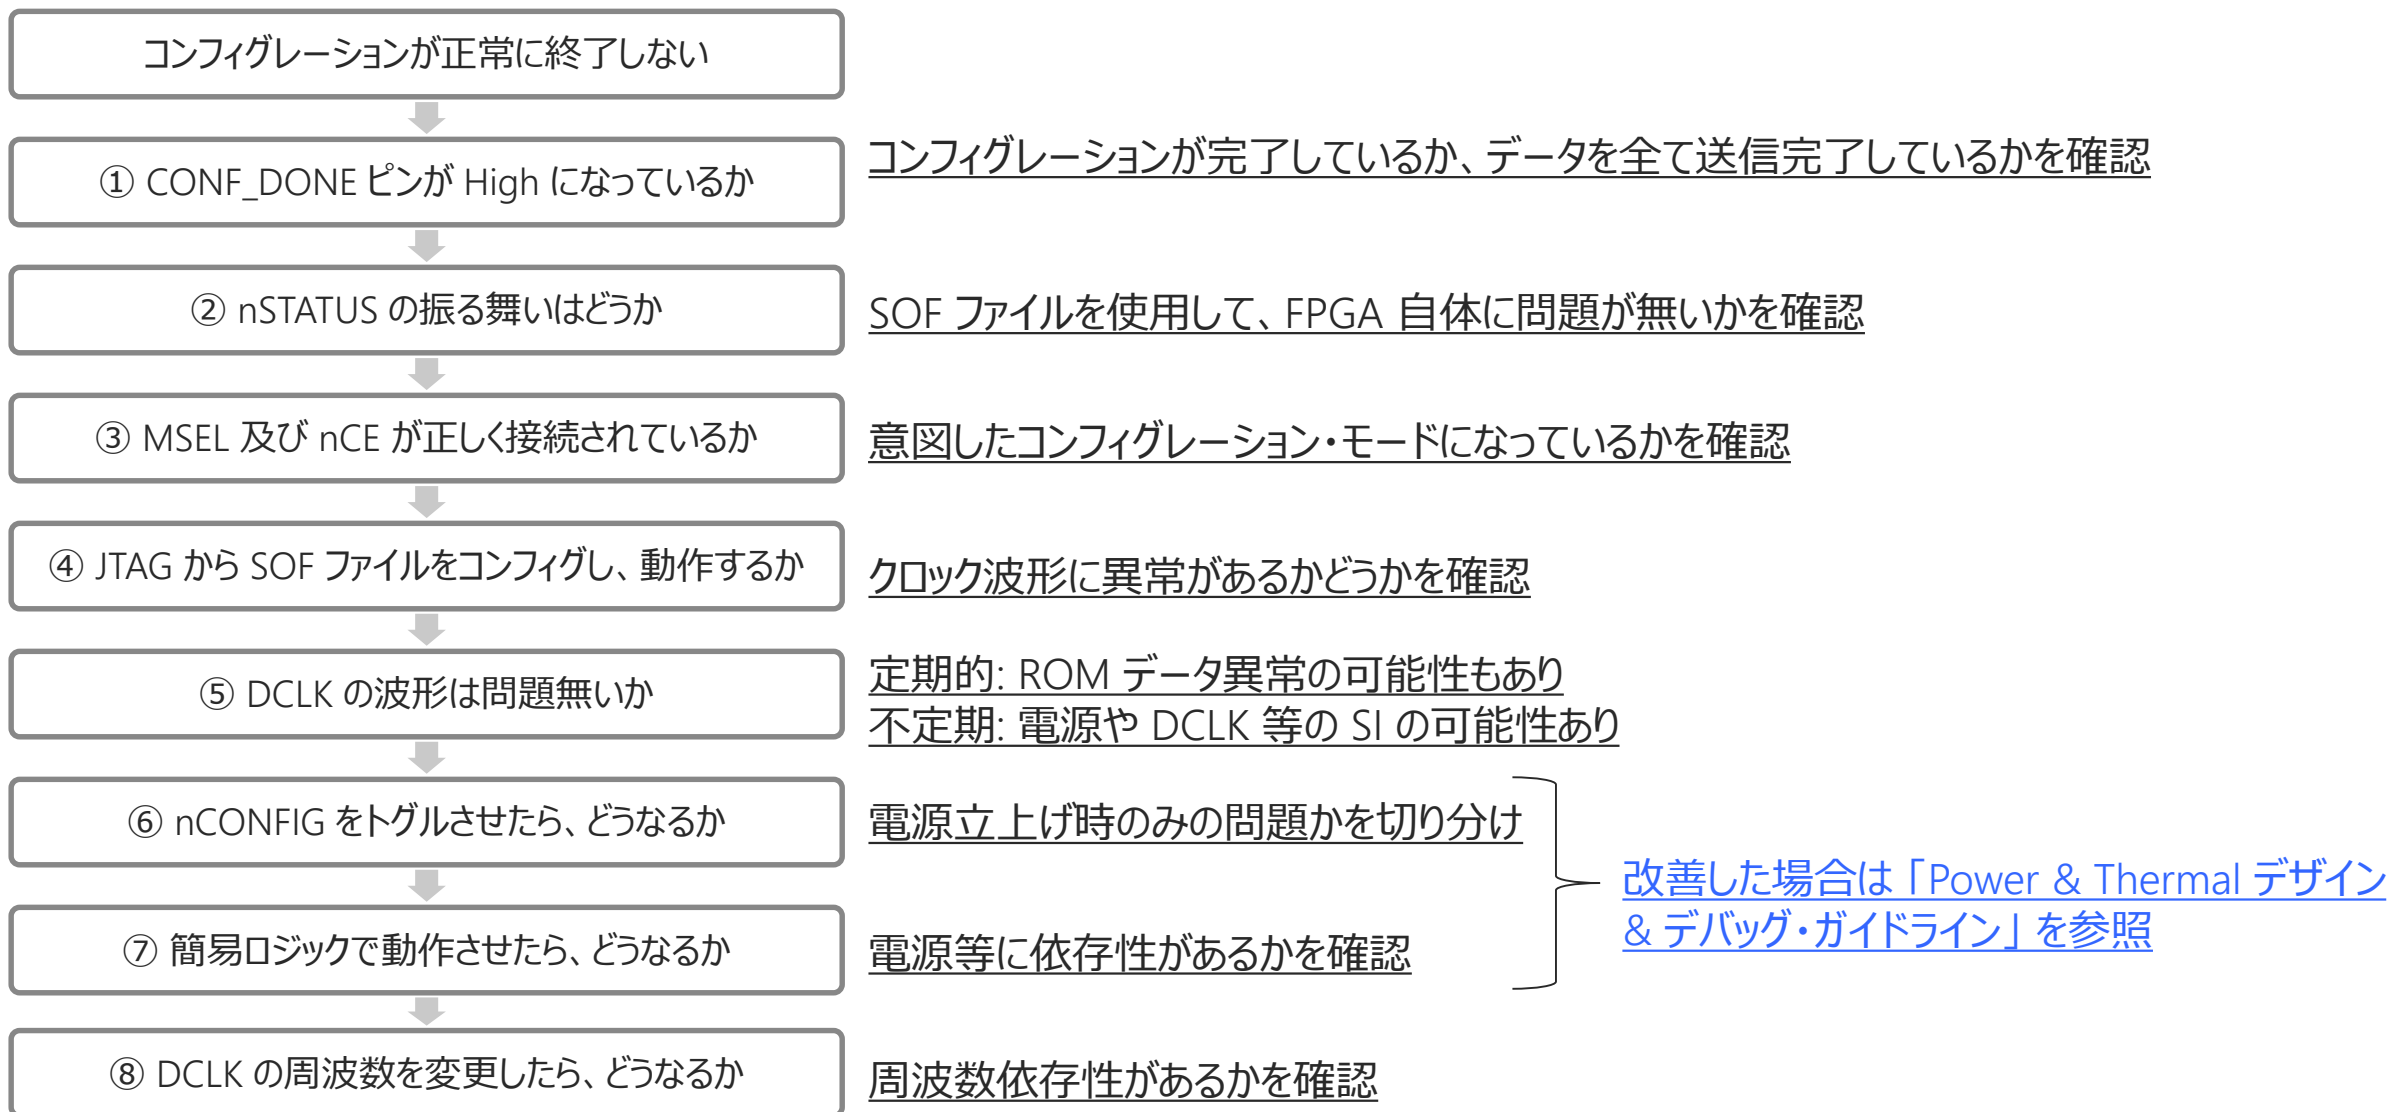 コンフィグレーションが正常に終了しない
① CONF_DONE ピンが High になっているか
コンフィグレーションが完了しているか、データを全て送信完了しているかを確認
② nSTATUS の振る舞いはどうか
SOF ファイルを使用して、FPGA 自体に問題が無いかを確認
③ MSEL 及び nCE が正しく接続されているか
意図したコンフィグレーション・モードになっているかを確認
④ JTAG から SOF ファイルをコンフィグし、動作するか
クロック波形に異常があるかどうかを確認
⑤ DCLK の波形は問題無いか
定期的: ROM データ異常の可能性もあり
不定期: 電源や DCLK 等の SI の可能性あり
⑥ nCONFIG をトグルさせたら、どうなるか
電源立上げ時のみの問題かを切り分け
⑦ 簡易ロジックで動作させたら、どうなるか
電源等に依存性があるかを確認
改善した場合は「Power & Thermal デザイン
& デバッグ・ガイドライン」を参照
⑧ DCLK の周波数を変更したら、どうなるか
周波数依存性があるかを確認